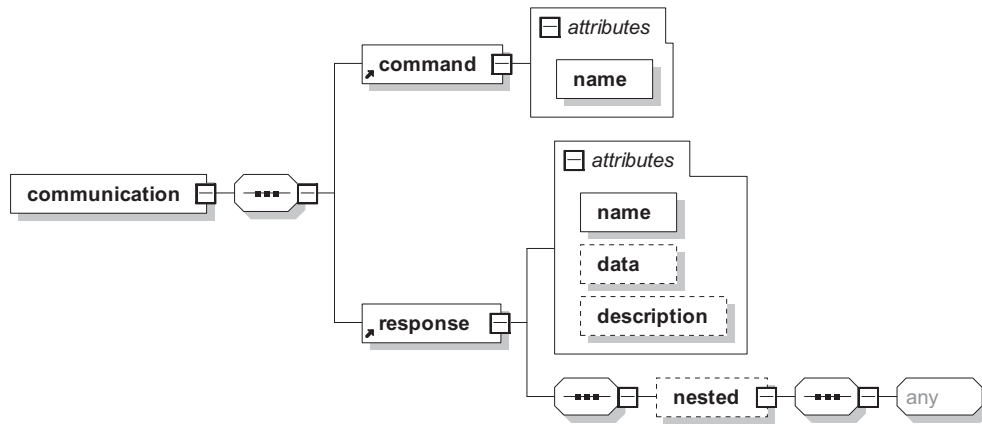 attributes
command
name
attributes
communication
name
data
description
response
nested
any